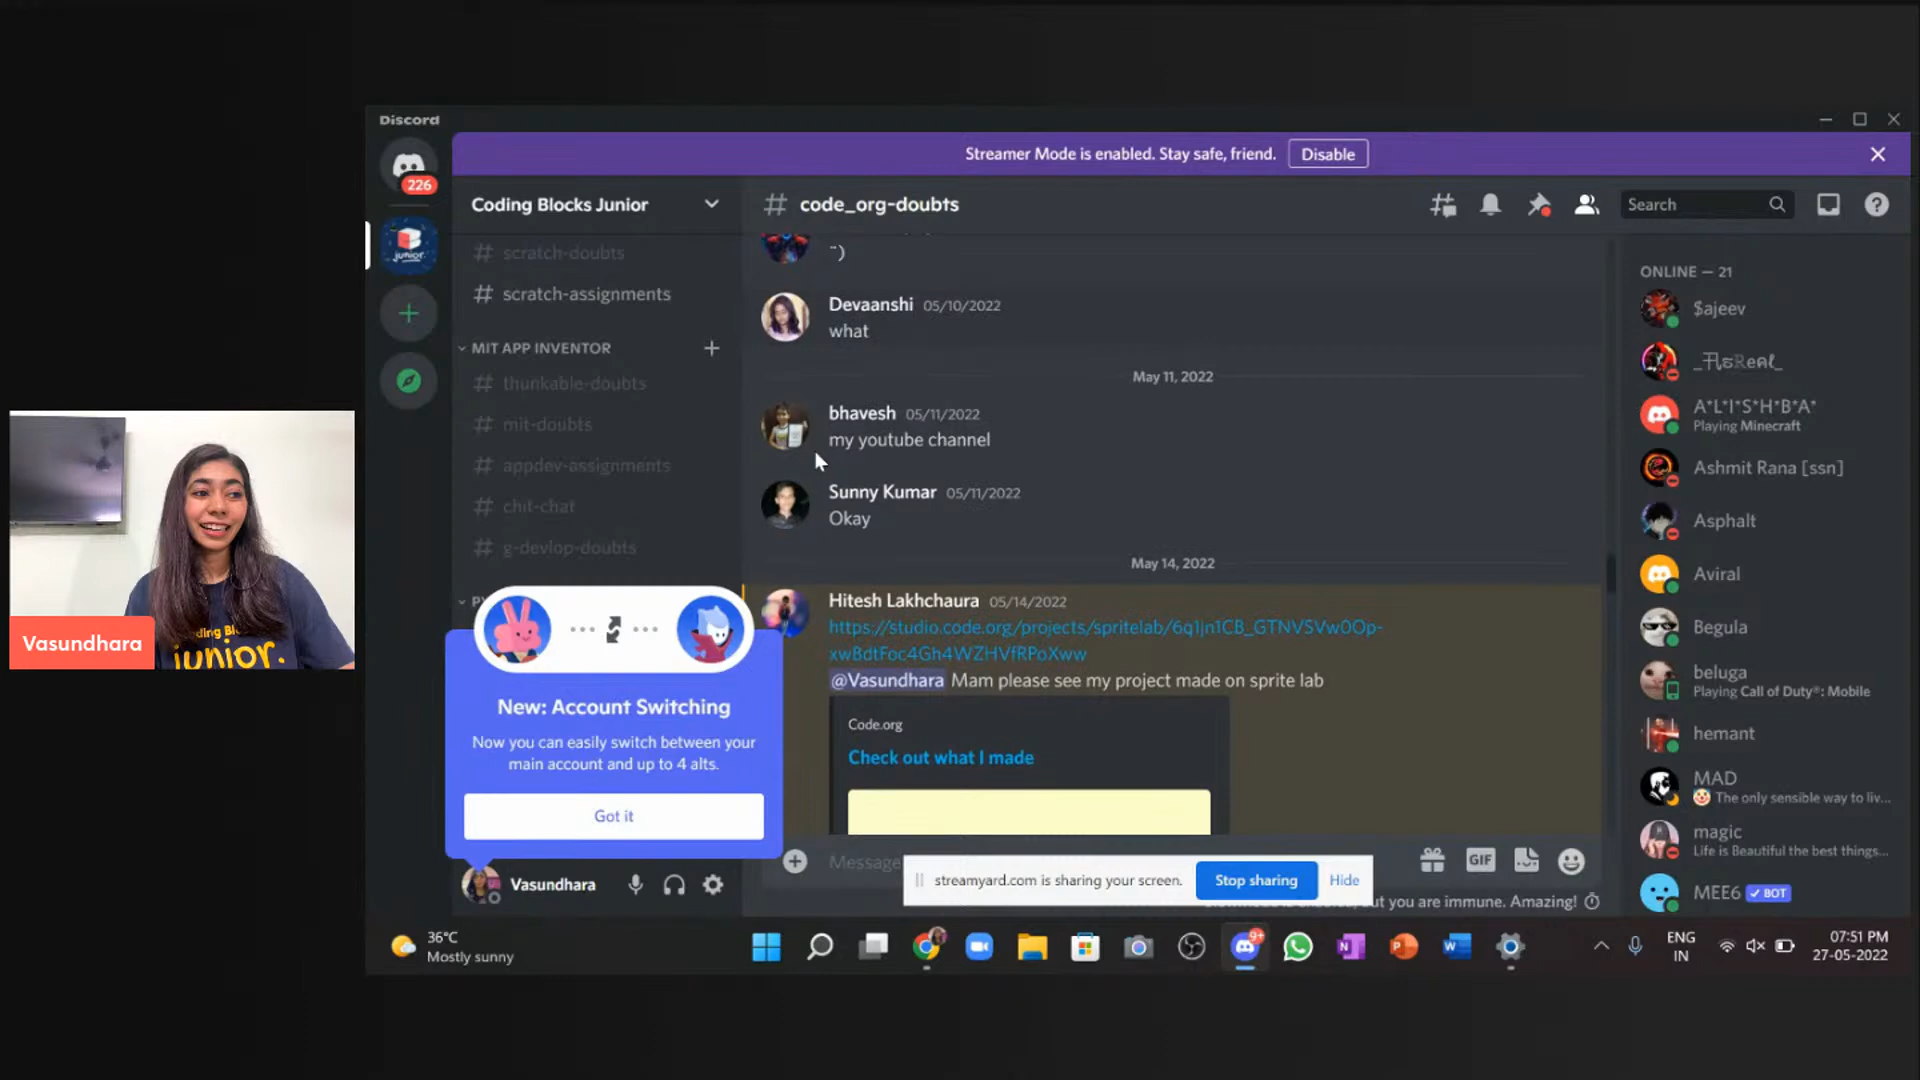 Discord
Streamer Mode is enabled. Stay safe, friend.
Disable
226
junior.
Coding Blocks Junior
scratch-doubts
scratch-assignments
MIT APP INVENTOR
thunkable-doubts
mit-doubts
appdev-assignments
chit-chat
g-devlop-doubts
New: Account Switching
Now you can easily switch between your
main account and up to 4 alts.
Got it
Vasundhara
# code_org-doubts
Search
Devaanshi 05/10/2022
what
May 11, 2022
bhavesh 05/11/2022
my youtube channel
Sunny Kumar 05/11/2022
Okay
May 14, 2022
Hitesh Lakhchaura 05/14/2022
https://studio.code.org/projects/spritelab/6q1jn1CB_GTNVSVw0Op-
xwBdtFoc4Gh4WZHVfRPoXww
@Vasundhara Mam please see my project made on sprite lab
Code.org
Check out what I made
Message
GIF
streamyard.com is sharing your screen.
Stop sharing
Hide
but you are immune. Amazing!
ONLINE — 21
$ajeev
A*L*I*S*H*B*A*
Playing Minecraft
Ashmit Rana [ssn]
Asphalt
Aviral
Begula
beluga
Playing Call of Duty®: Mobile
hemant
MAD
The only sensible way to liv...
magic
Life is Beautiful the best things...
MEE6 ✓ BOT
Vasundhara
junior.
36°C
Mostly sunny
9+
ENG
IN
07:51 PM
27-05-2022